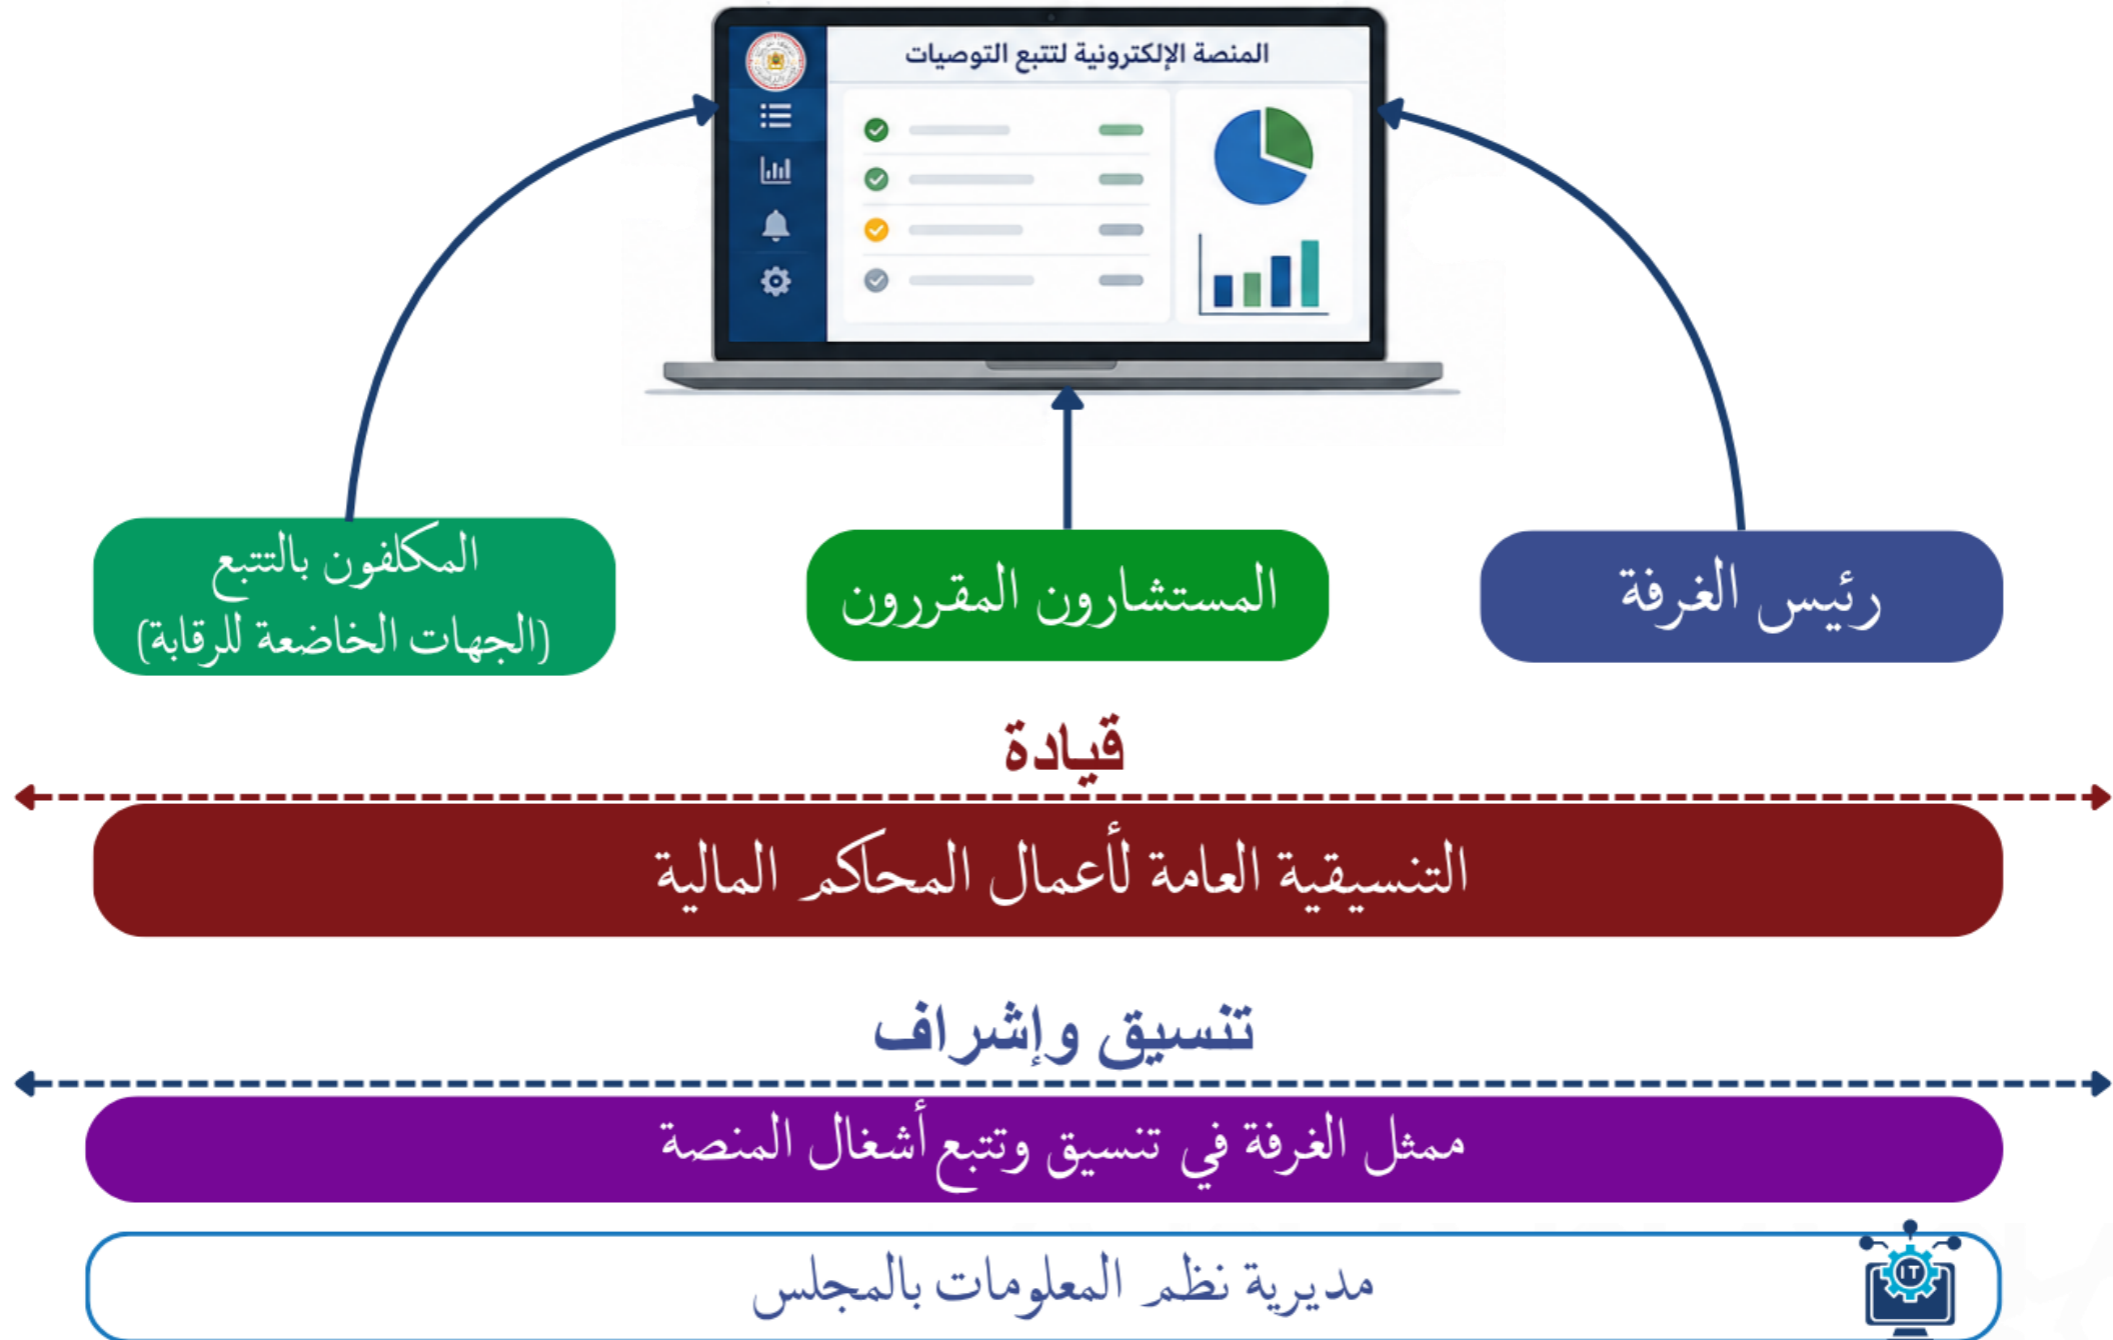 المنصة الإلكترونية لتتبع التوصيات
رئيس الغرفة
المستشارون المقررون
المكلفون بالتتبع
(الجهات الخاضعة للرقابة)
قيادة
التنسيقية العامة لأعمال المحاكم المالية
تنسيق وإشراف
ممثل الغرفة في تنسيق وتتبع أشغال المنصة
مديرية نظم المعلومات بالمجلس
IT